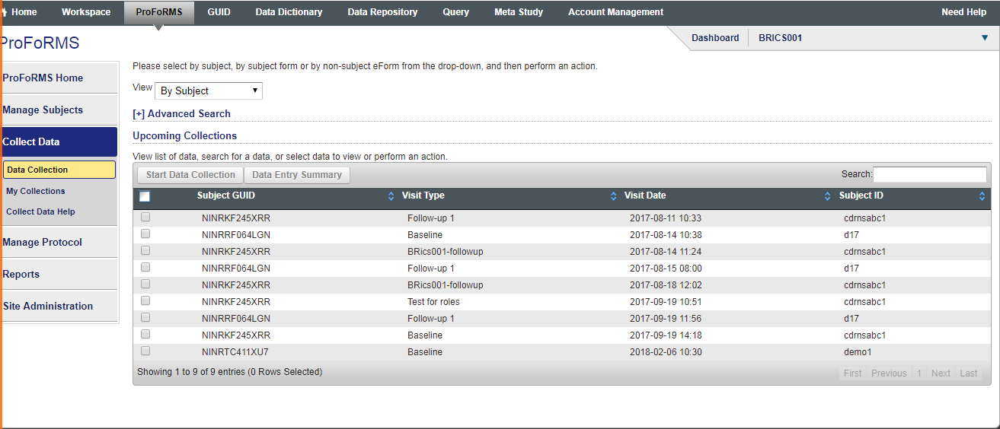 Home Workspace ProFoRMS GUID Data Dictionary Data Repository Query Meta Study Account Management Need Help
ProFoRMS
Dashboard BRICS001
ProFoRMS Home
Manage Subjects
Collect Data
Data Collection
My Collections
Collect Data Help
Manage Protocol
Reports
Site Administration
Please select by subject, by subject form or by non-subject eForm from the drop-down, and then perform an action.
View By Subject
[+] Advanced Search
Upcoming Collections
View list of data, search for a data, or select data to view or perform an action.
Start Data Collection Data Entry Summary Search:
Subject GUID Visit Type Visit Date Subject ID
NINRKF245XRR Follow-up 1 2017-08-11 10:33 cdrnsabc1
NINRRF064LGN Baseline 2017-08-14 10:38 d17
NINRKF245XRR BRics001-followup 2017-08-14 11:24 cdrnsabc1
NINRRF064LGN Follow-up 1 2017-08-15 08:00 d17
NINRKF245XRR BRics001-followup 2017-08-18 12:02 cdrnsabc1
NINRKF245XRR Test for roles 2017-09-19 10:51 cdrnsabc1
NINRRF064LGN Follow-up 1 2017-09-19 11:56 d17
NINRKF245XRR Baseline 2017-09-19 14:18 cdrnsabc1
NINRTC411XU7 Baseline 2018-02-06 10:30 demo1
Showing 1 to 9 of 9 entries (0 Rows Selected) First Previous 1 Next Last